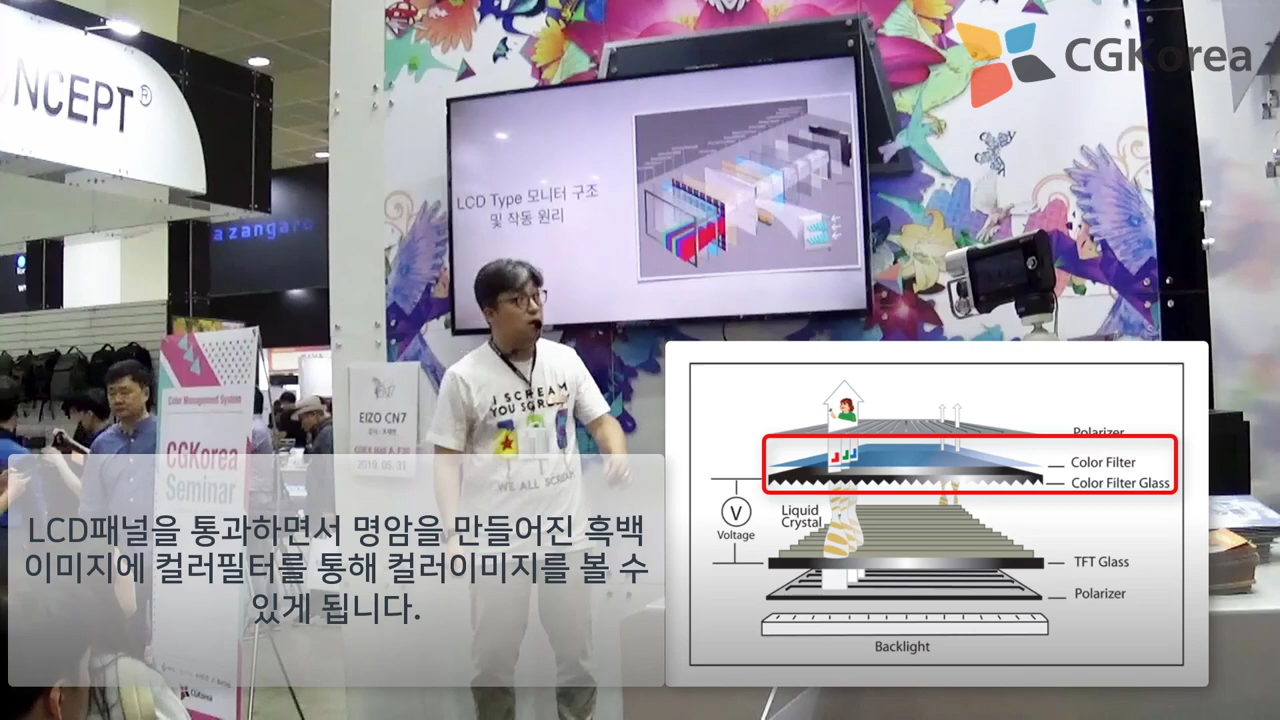 CGKorea
NCEPT®
LCD Type 모니터 구조
및 작동 원리
azangaro
Color Management System
CGKorea
Seminar
EIZO CN7
2019. 05. 31
I SCREAM
YOU SCREAM
WE ALL SCREAM
LCD패널을 통과하면서 명암을 만들어진 흑백
이미지에 컬러필터를 통해 컬러이미지를 볼 수
있게 됩니다.
Polarizer
Color Filter
Color Filter Glass
Liquid
Crystal
V
Voltage
TFT Glass
Polarizer
Backlight
CGKorea